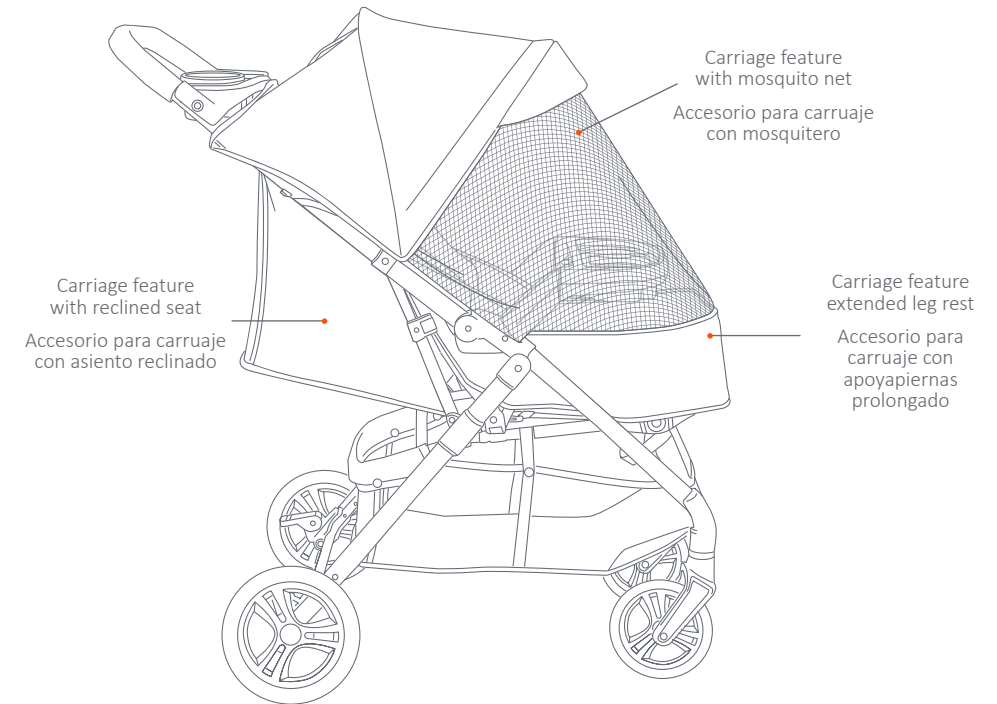 Carriage feature
with mosquito net
Accesorio para carruaje
con mosquitero
Carriage feature
with reclined seat
Accesorio para carruaje
con asiento reclinado
Carriage feature
extended leg rest
Accesorio para
carruaje con
apoyapiernas
prolongado